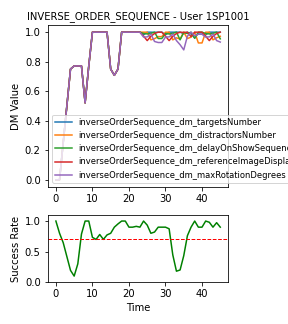 INVERSE_ORDER_SEQUENCE - User 1SP1001
1.0
0.8
0.6
0.4
0.2
0.0
DM Value
inverseOrderSequence_dm_targetsNumber
inverseOrderSequence_dm_distractorsNumber
inverseOrderSequence_dm_delayOnShowSequen
inverseOrderSequence_dm_referenceImageDispla
inverseOrderSequence_dm_maxRotationDegrees
0
10
20
30
40
1.0
0.5
0.0
Success Rate
0
10
20
30
40
Time